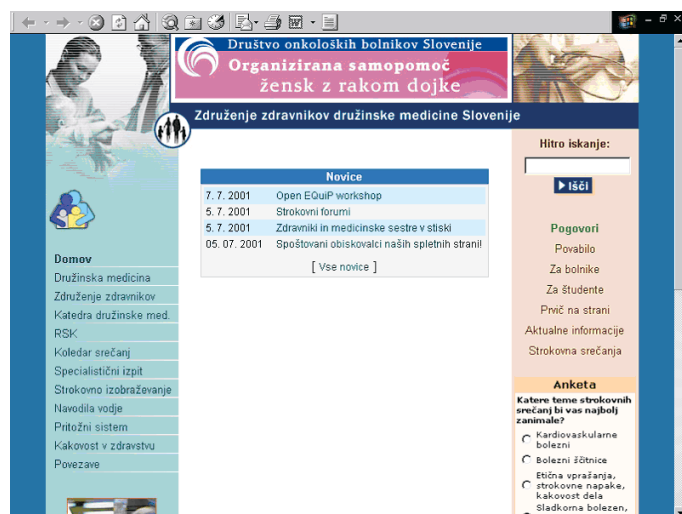 Društvo onkoloških bolnikov Slovenije
Organizirana samopomoč
žensk z rakom dojke
Združenje zdravnikov družinske medicine Slovenije
Domov
Družinska medicina
Združenje zdravnikov
Katedra družinske med.
RSK
Koledar srečanj
Specialistični izpit
Strokovno izobraževanje
Navodila vodje
Pritožni sistem
Kakovost v zdravstvu
Povezave
Novice
7. 7. 2001 Open EQuiP workshop
5. 7. 2001 Strokovni forumi
5. 7. 2001 Zdravniki in medicinske sestre v stiski
05. 07. 2001 Spoštovani obiskovalci naših spletnih strani!
[ Vse novice ]
Hitro iskanje:
Išči
Pogovori
Povabilo
Za bolnike
Za študente
Prvič na strani
Aktualne informacije
Strokovna srečanja
Anketa
Katere teme strokovnih
srečanj bi vas najbolj
zanimale?
Kardiovaskularne
bolezni
Bolezni ščitnice
Etična vprašanja,
strokovne napake,
kakovost dela
Sladkorna bolezen,